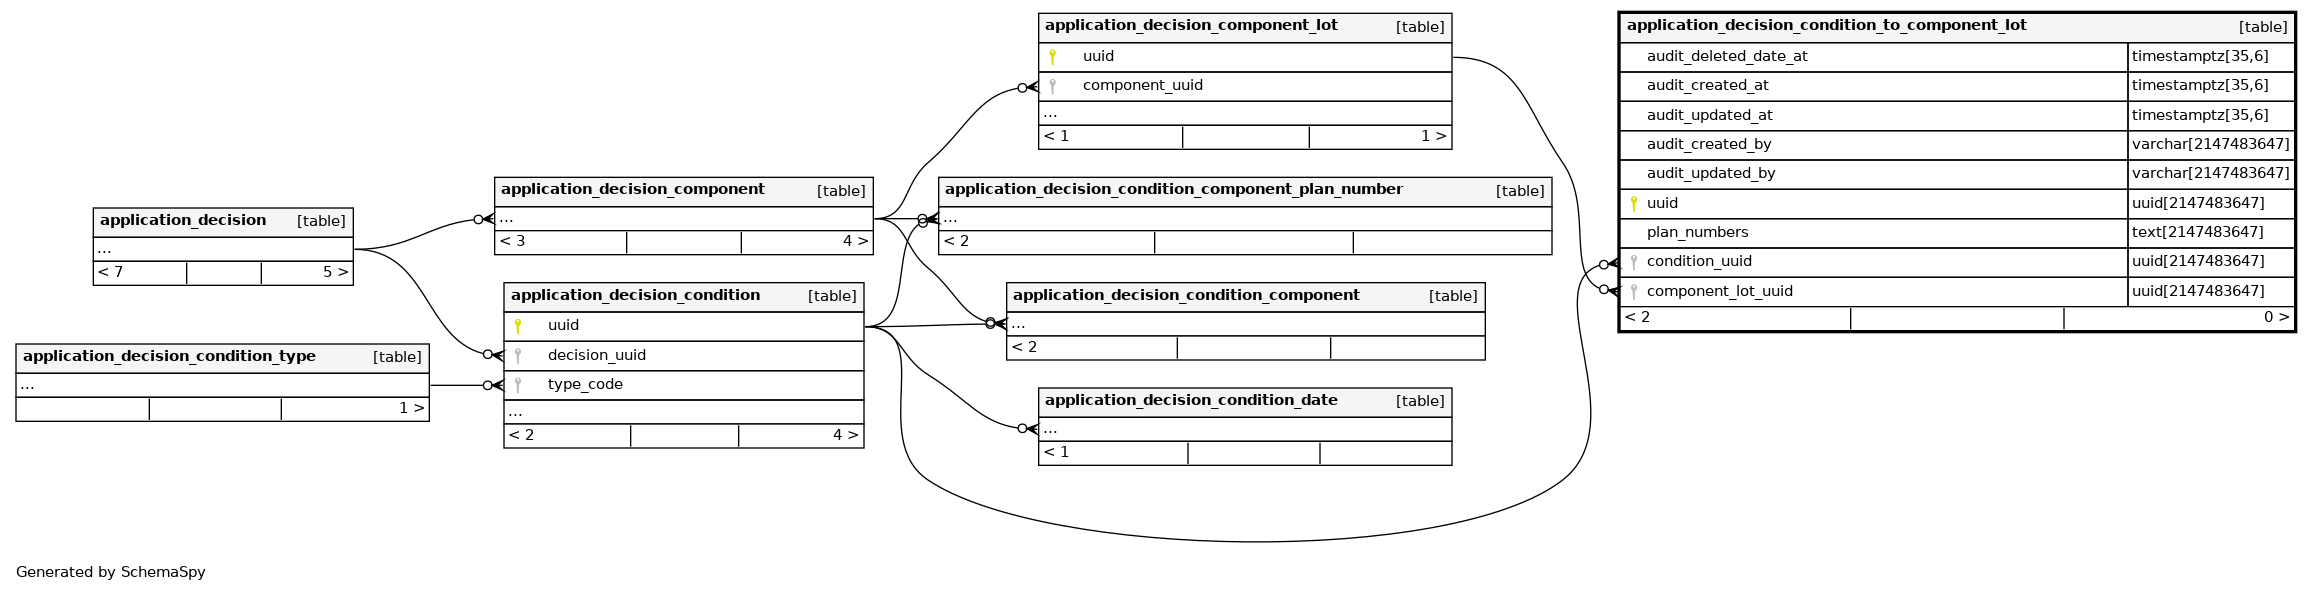 application_decision_component_lot [table]
uuid
component_uuid
...
< 1 1 >
application_decision_condition_to_component_lot [table]
audit_deleted_date_at timestamptz[35,6]
audit_created_at timestamptz[35,6]
audit_updated_at timestamptz[35,6]
audit_created_by varchar[2147483647]
audit_updated_by varchar[2147483647]
uuid uuid[2147483647]
plan_numbers text[2147483647]
condition_uuid uuid[2147483647]
component_lot_uuid uuid[2147483647]
< 2 0 >
application_decision_component [table]
...
< 3 4 >
application_decision_condition_component_plan_number [table]
...
< 2
application_decision [table]
...
< 7 5 >
application_decision_condition [table]
uuid
decision_uuid
type_code
...
< 2 4 >
application_decision_condition_component [table]
...
< 2
application_decision_condition_type [table]
...
1 >
application_decision_condition_date [table]
...
< 1
Generated by SchemaSpy